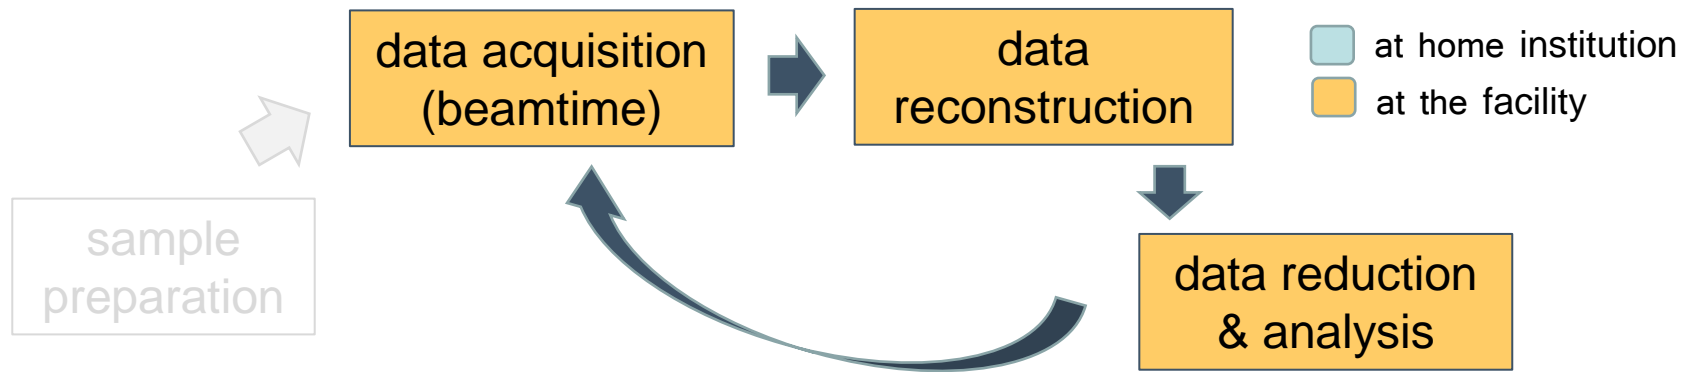 data acquisition
(beamtime)
data
reconstruction
at home institution
at the facility
sample
preparation
data reduction
& analysis